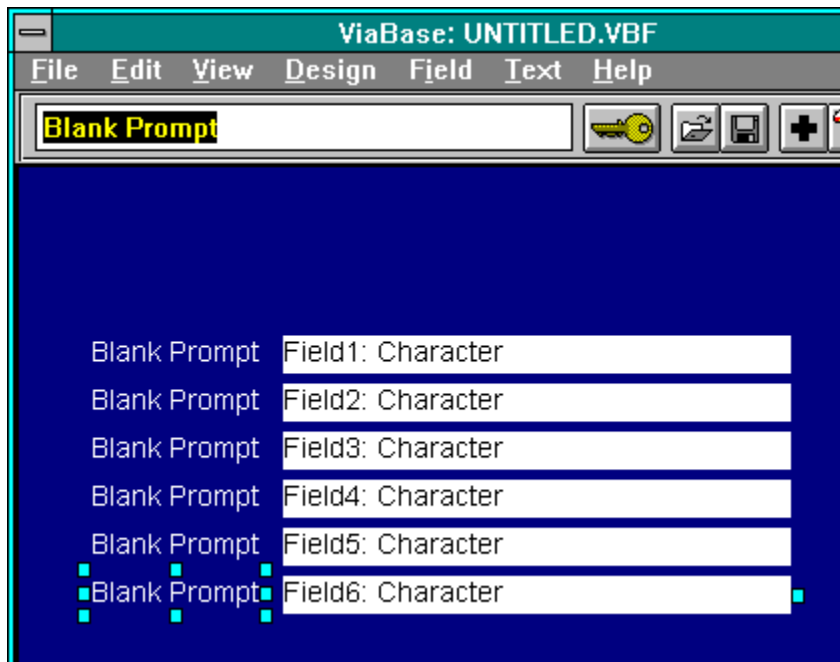 ViaBase: UNTITLED.VBF
File Edit View Design Field Text Help
Blank Prompt
Blank Prompt Field1: Character
Blank Prompt Field2: Character
Blank Prompt Field3: Character
Blank Prompt Field4: Character
Blank Prompt Field5: Character
Blank Prompt Field6: Character